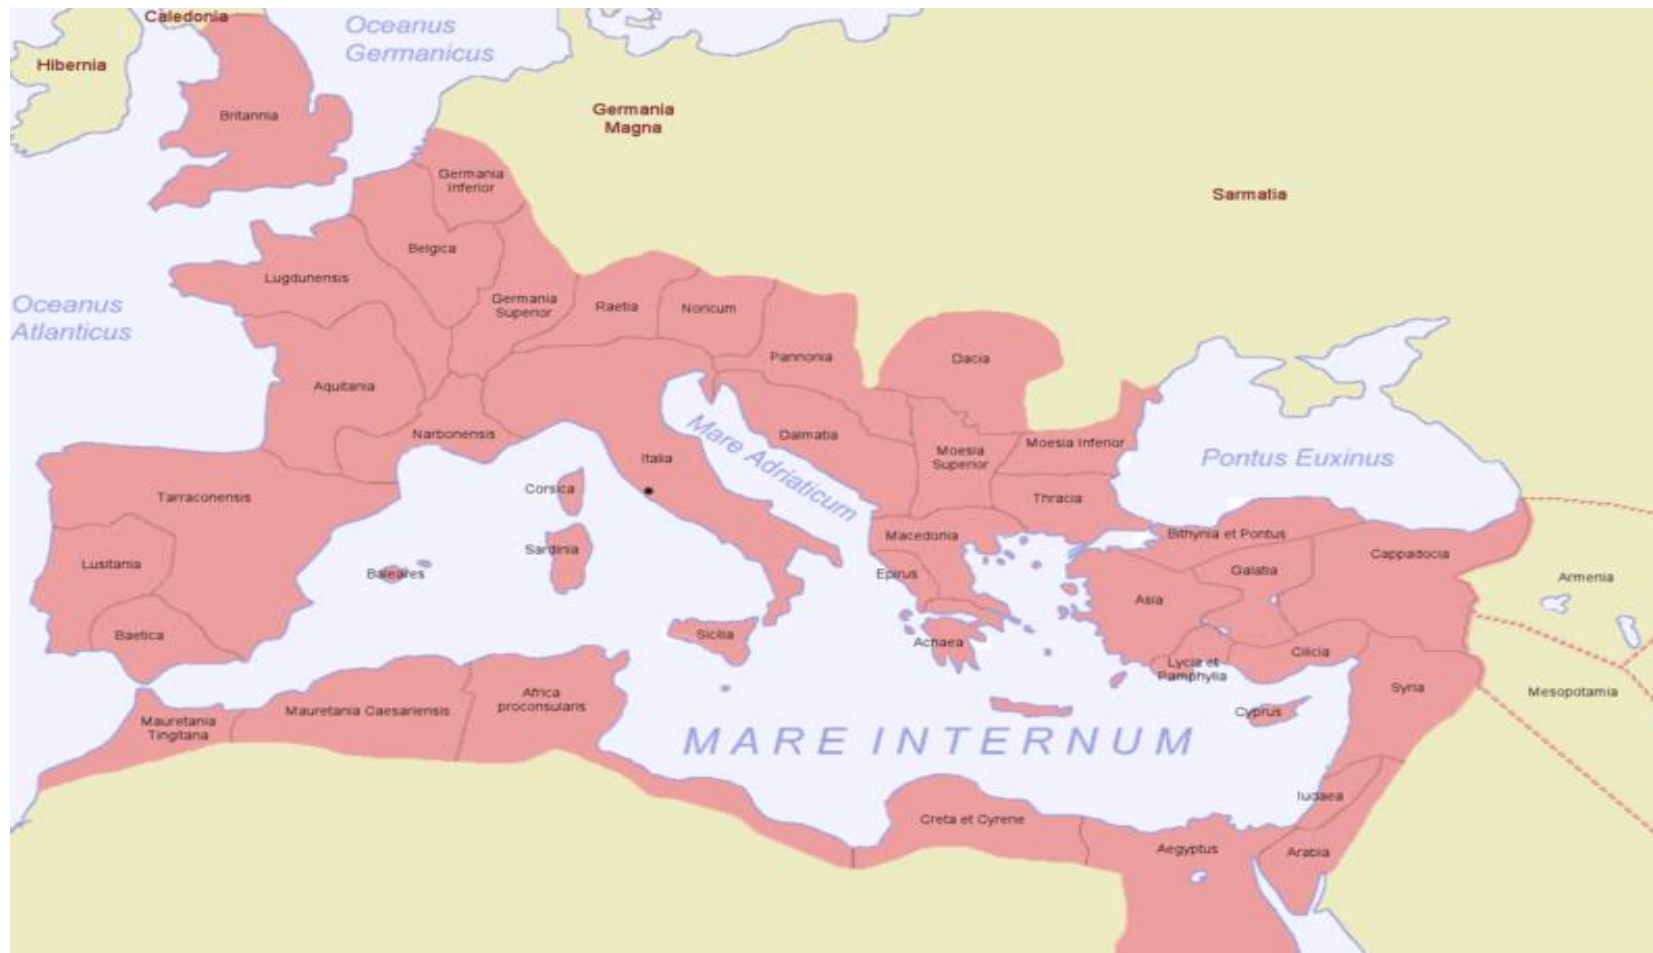 Caledonia
Oceanus
Germanicus
Hibernia
Britannia
Germania
Magna
Germania
Inferior
Sarmatia
Belgica
Lugdunensis
Oceanus
Atlanticus
Germania
Superior
Raetia
Noricum
Pannonia
Dacia
Aquitania
Narbonensis
Italia
Mare Adriaticum
Dalmatia
Moesia
Superior
Moesia Inferior
Pontus Euxinus
Tarraconensis
Corsica
Thracia
Macedonia
Bithynia et Pontus
Cappadocia
Lusitania
Sardinia
Baleares
Epirus
Galatia
Armenia
Asia
Baetica
Sicilia
Achaea
Cilicia
Lycia et
Pamphylia
Syria
Mesopotamia
Mauretania
Tingitana
Mauretania Caesariensis
Africa
proconsularis
Cyprus
MARE INTERNUM
Iudaea
Creta et Cyrene
Aegyptus
Arabia